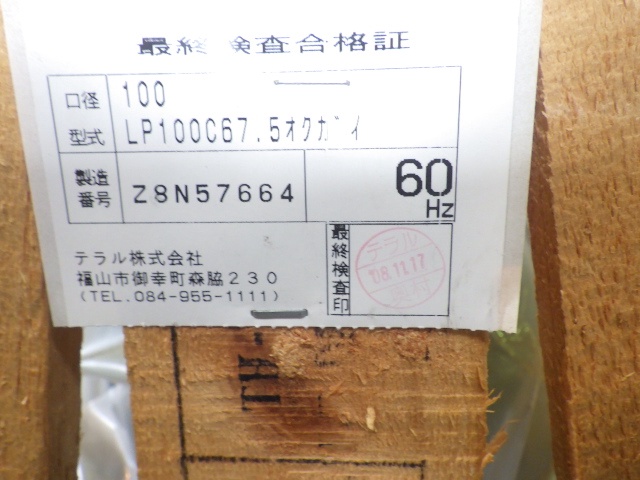 最終検査合格証
口径 100
型式 LP100C67.5オクガイ
製造番号 Z8N57664 60Hz
テラル株式会社
福山市御幸町森脇230
(TEL.084-955-1111)
最終検査印
テラル
'08.11.17